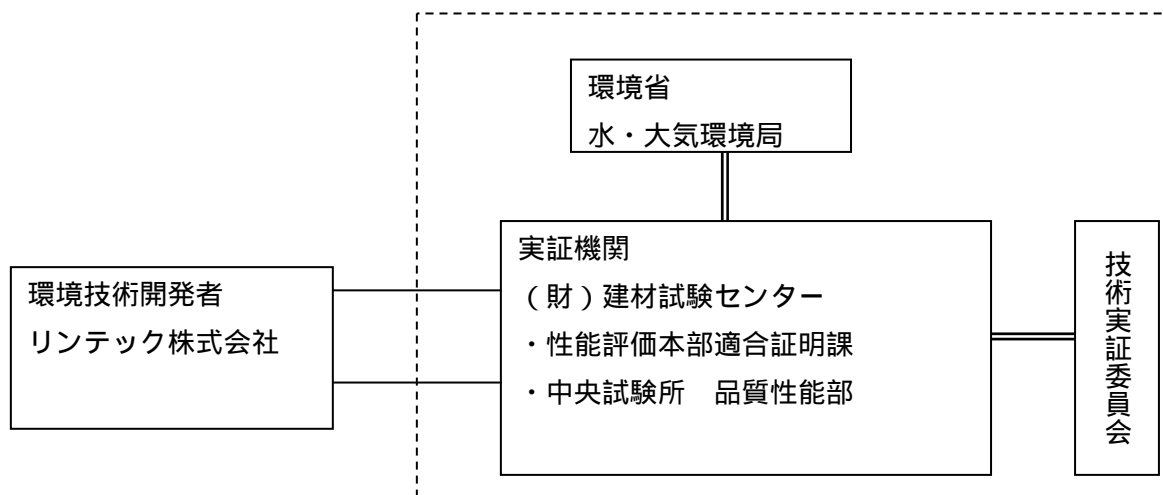 環境省
水・大気環境局
環境技術開発者
リンテック株式会社
実証機関
（財）建材試験センター
・性能評価本部適合証明課
・中央試験所　品質性能部
技術実証委員会